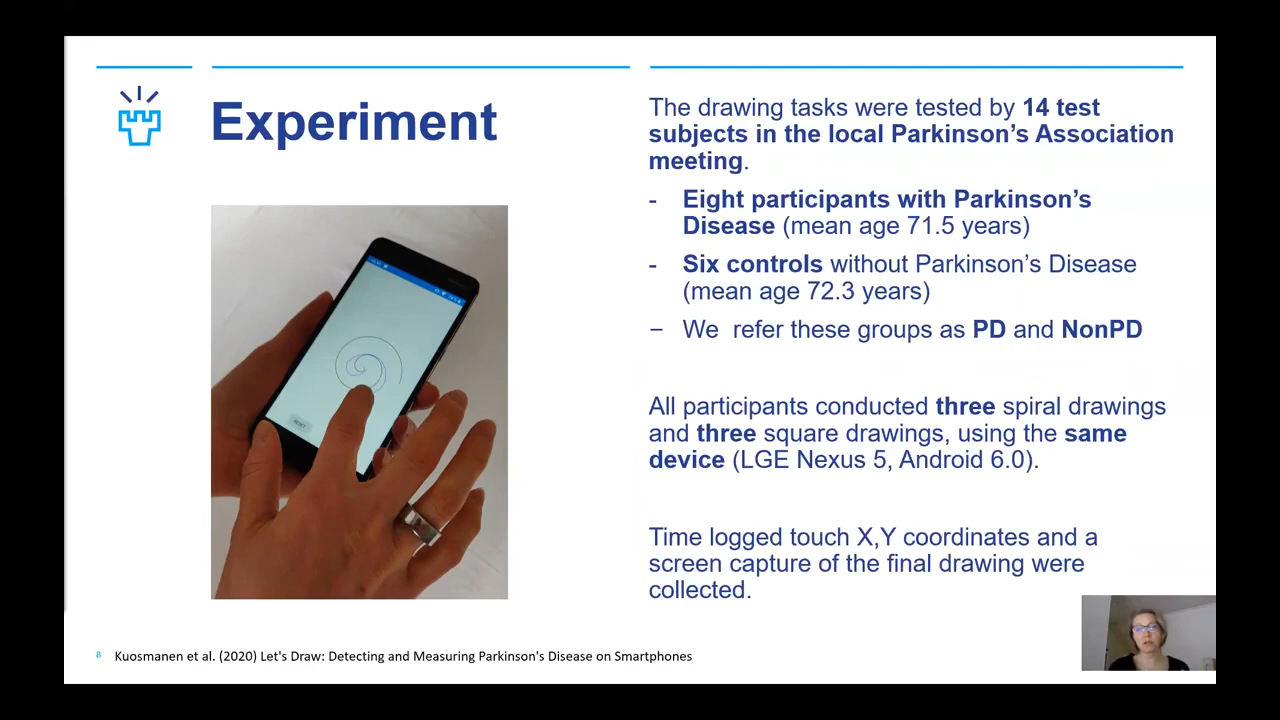 Experiment
The drawing tasks were tested by 14 test
subjects in the local Parkinson's Association
meeting.
- Eight participants with Parkinson's
Disease (mean age 71.5 years)
- Six controls without Parkinson's Disease
(mean age 72.3 years)
– We refer these groups as PD and NonPD
All participants conducted three spiral drawings
and three square drawings, using the same
device (LGE Nexus 5, Android 6.0).
Time logged touch X,Y coordinates and a
screen capture of the final drawing were
collected.
8 Kuosmanen et al. (2020) Let's Draw: Detecting and Measuring Parkinson's Disease on Smartphones